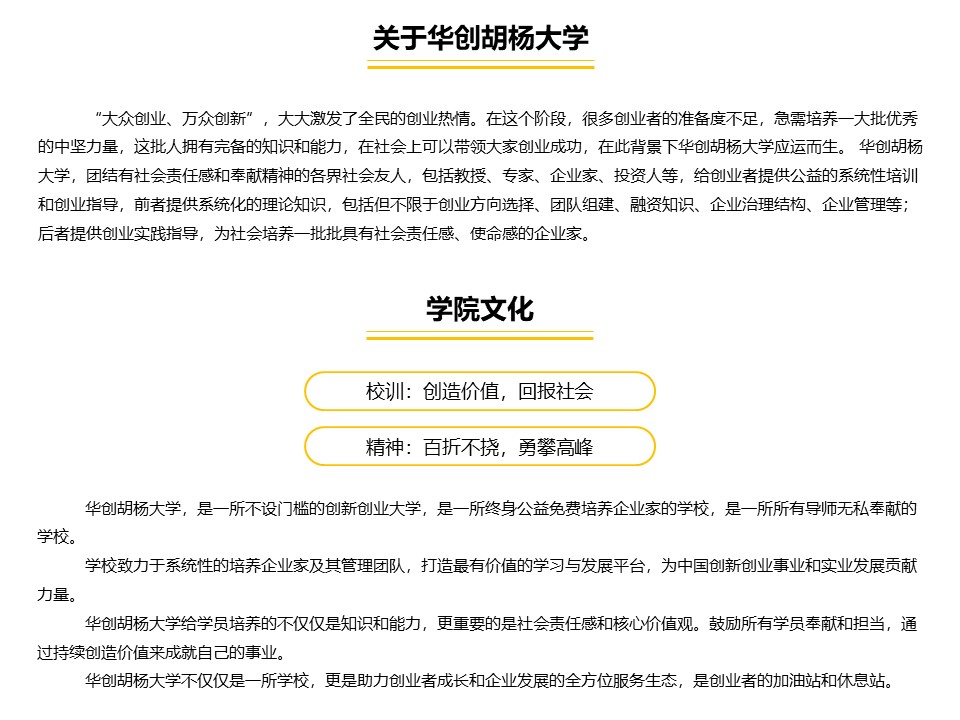 关于华创胡杨大学
“大众创业、万众创新”，大大激发了全民的创业热情。在这个阶段，很多创业者的准备度不足，急需培养一大批优秀
的中坚力量，这批人拥有完备的知识和能力，在社会上可以带领大家创业成功，在此背景下华创胡杨大学应运而生。 华创胡杨
大学，团结有社会责任感和奉献精神的各界社会友人，包括教授、专家、企业家、投资人等，给创业者提供公益的系统性培训
和创业指导，前者提供系统化的理论知识，包括但不限于创业方向选择、团队组建、融资知识、企业治理结构、企业管理等；
后者提供创业实践指导，为社会培养一批批具有社会责任感、使命感的企业家。
学院文化
校训：创造价值，回报社会
精神：百折不挠，勇攀高峰
华创胡杨大学，是一所不设门槛的创新创业大学，是一所终身公益免费培养企业家的学校，是一所所有导师无私奉献的
学校。
学校致力于系统性的培养企业家及其管理团队，打造最有价值的学习与发展平台，为中国创新创业事业和实业发展贡献
力量。
华创胡杨大学给学员培养的不仅仅是知识和能力，更重要的是社会责任感和核心价值观。鼓励所有学员奉献和担当，通
过持续创造价值来成就自己的事业。
华创胡杨大学不仅仅是一所学校，更是助力创业者成长和企业发展的全方位服务生态，是创业者的加油站和休息站。